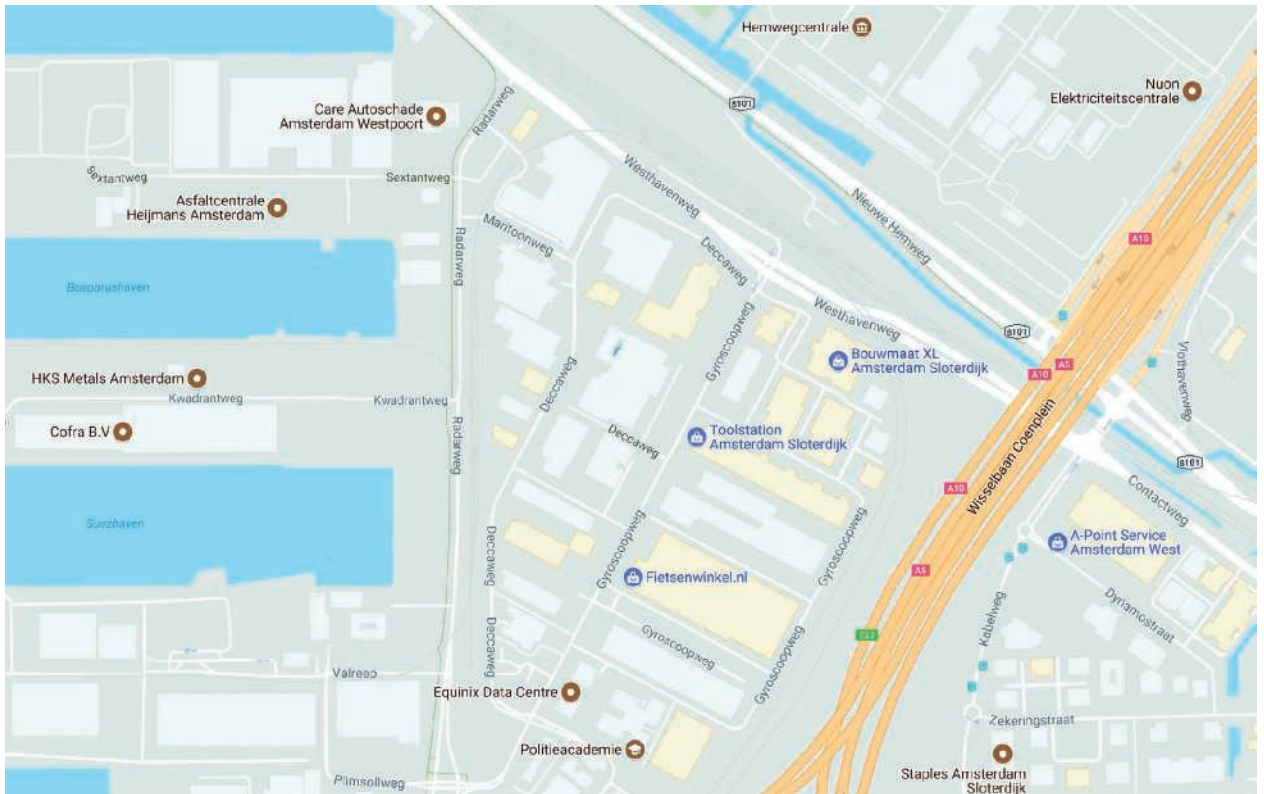 Hemwegcentrale
Nuon
Elektriciteitscentrale
Care Autoschade
Amsterdam Westpoort
Radarweg
S101
Westhavenweg
Sextantweg
Sextantweg
Asfaltcentrale
Heijmans Amsterdam
Nieuwe Hemweg
Maritoonweg
Radarweg
Deccaweg
A10
Bosporushaven
Westhavenweg
Gyroscoopweg
S101
Bouwmaat XL
Amsterdam Sloterdijk
A5
A10
Vlothavenweg
HKS Metals Amsterdam
Kwadrantweg
Kwadrantweg
Deccaweg
Cofra B.V
Radarweg
Deccaweg
Toolstation
Amsterdam Sloterdijk
Wisselbaan Coenplein
S101
A10
Contactweg
Suezhaven
Deccaweg
Gyroscoopweg
Gyroscoopweg
A-Point Service
Amsterdam West
A5
Fietsenwinkel.nl
Kabelweg
Dynamostraat
Deccaweg
Gyroscoopweg
Gyroscoopweg
E22
Valreep
Equinix Data Centre
Zekeringstraat
Politieacademie
Plimsollweg
Staples Amsterdam
Sloterdijk